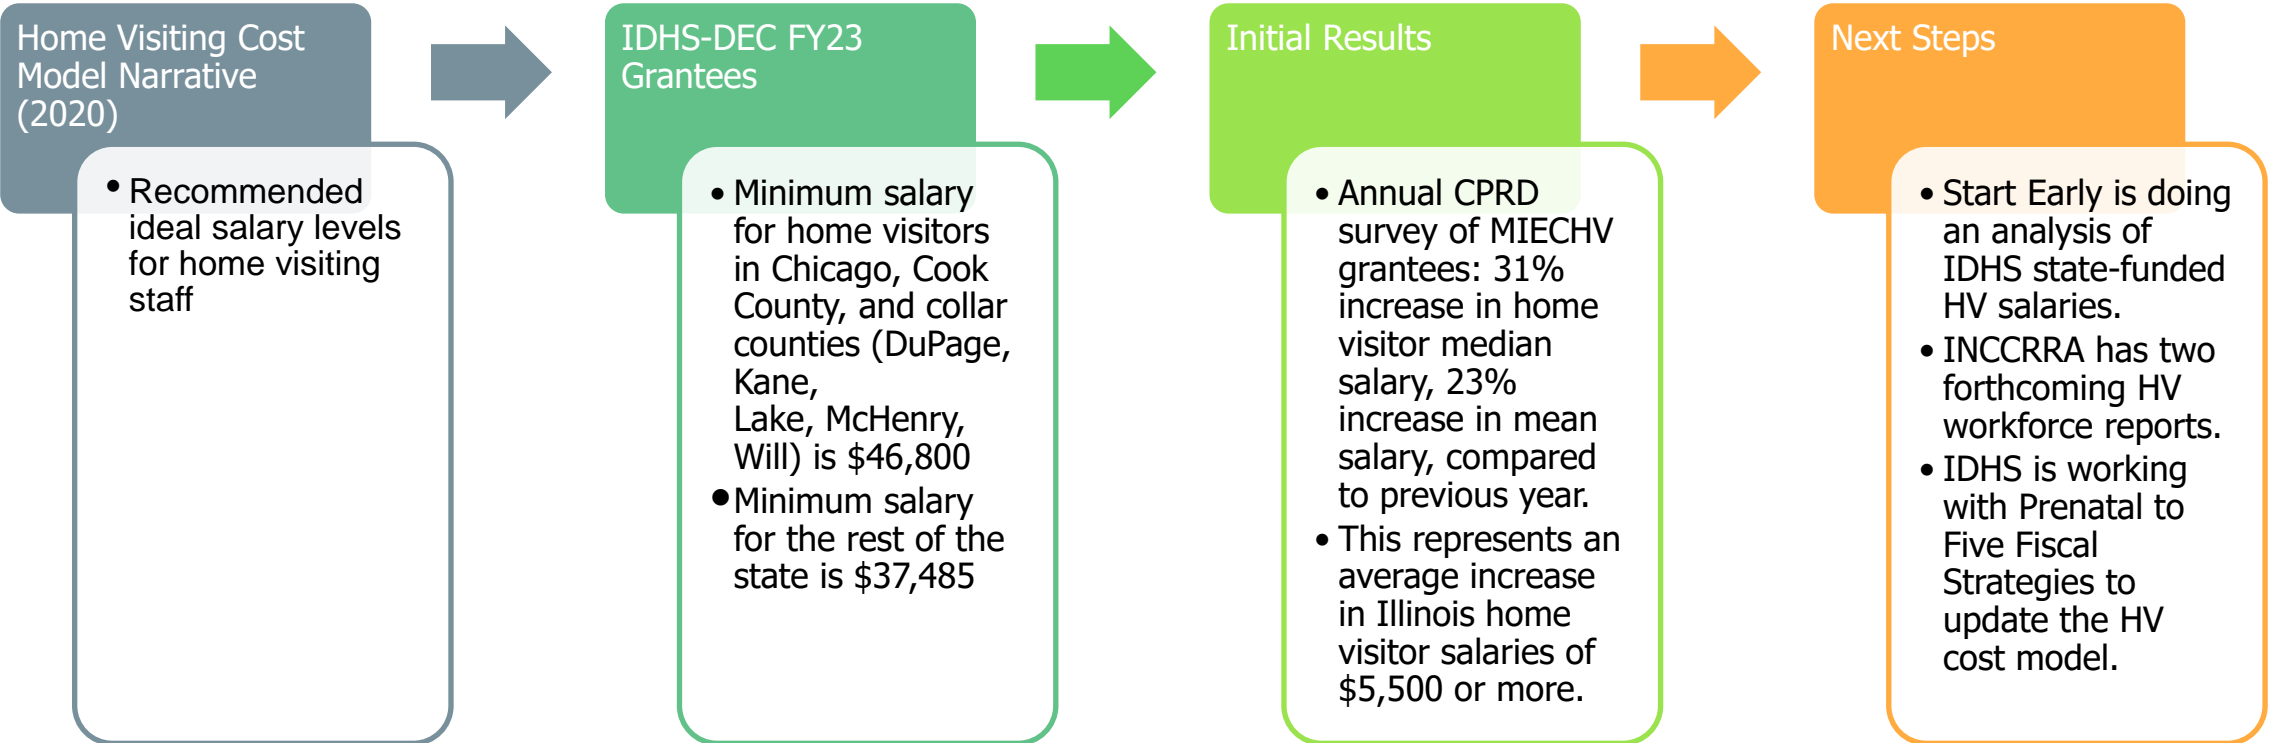 Home Visiting Cost
Model Narrative
(2020)
• Recommended
ideal salary levels
for home visiting
staff
IDHS-DEC FY23
Grantees
• Minimum salary
for home visitors
in Chicago, Cook
County, and collar
counties (DuPage,
Kane,
Lake, McHenry,
Will) is $46,800
• Minimum salary
for the rest of the
state is $37,485
Initial Results
• Annual CPRD
survey of MIECHV
grantees: 31%
increase in home
visitor median
salary, 23%
increase in mean
salary, compared
to previous year.
• This represents an
average increase
in Illinois home
visitor salaries of
$5,500 or more.
Next Steps
• Start Early is doing
an analysis of
IDHS state-funded
HV salaries.
• INCCRRA has two
forthcoming HV
workforce reports.
• IDHS is working
with Prenatal to
Five Fiscal
Strategies to
update the HV
cost model.